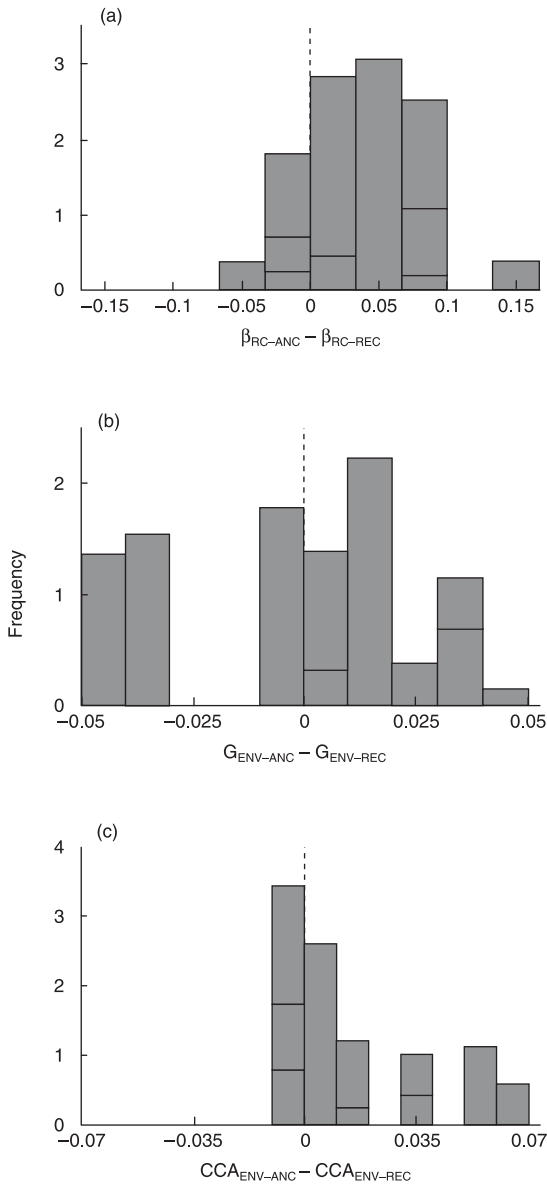 (a)
3
2
1
0
−0.15 −0.1 −0.05 0 0.05 0.1 0.15
βRC–ANC – βRC–REC
(b)
2
1
0
Frequency
−0.05 −0.025 0 0.025 0.05
GENV–ANC – GENV–REC
(c)
4
3
2
1
0
−0.07 −0.035 0 0.035 0.07
CCAENV–ANC – CCAENV–REC